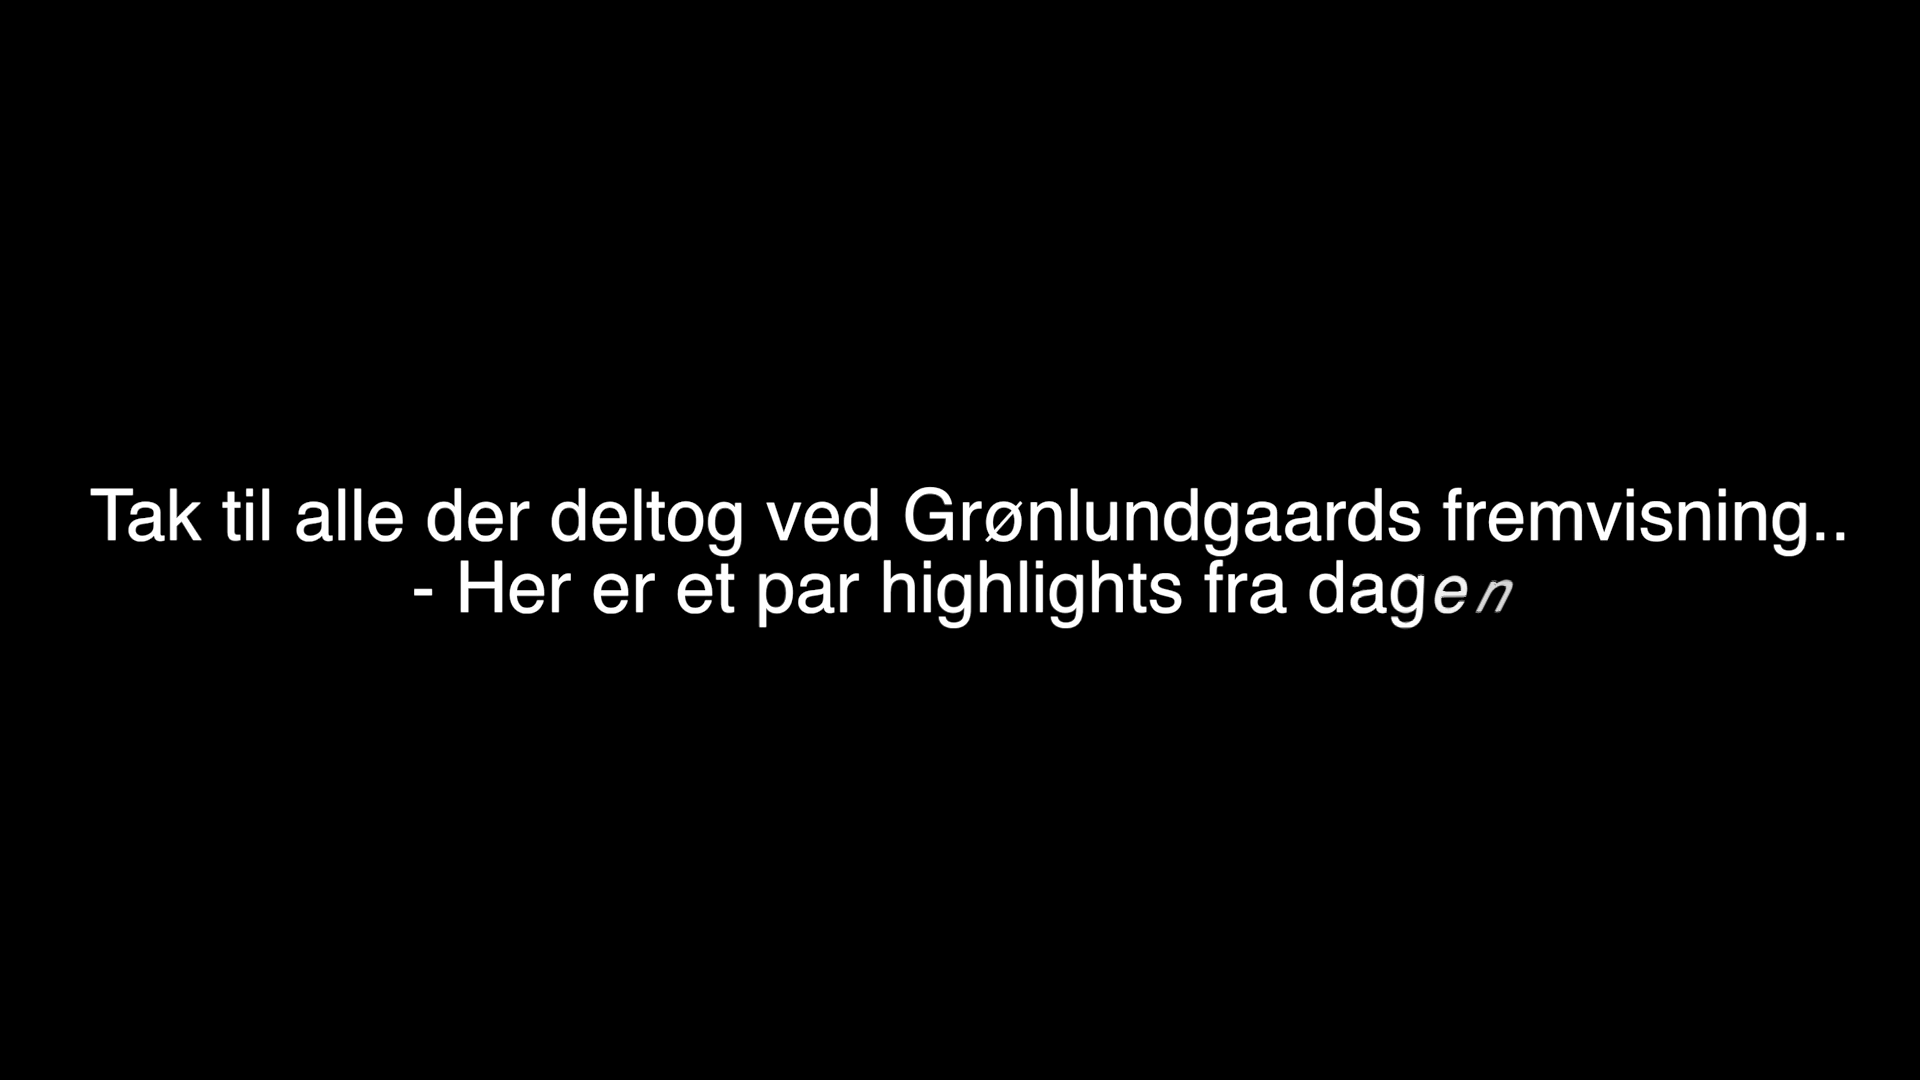 Tak til alle der deltog ved Grønlundgaards fremvisning..
- Her er et par highlights fra dagen